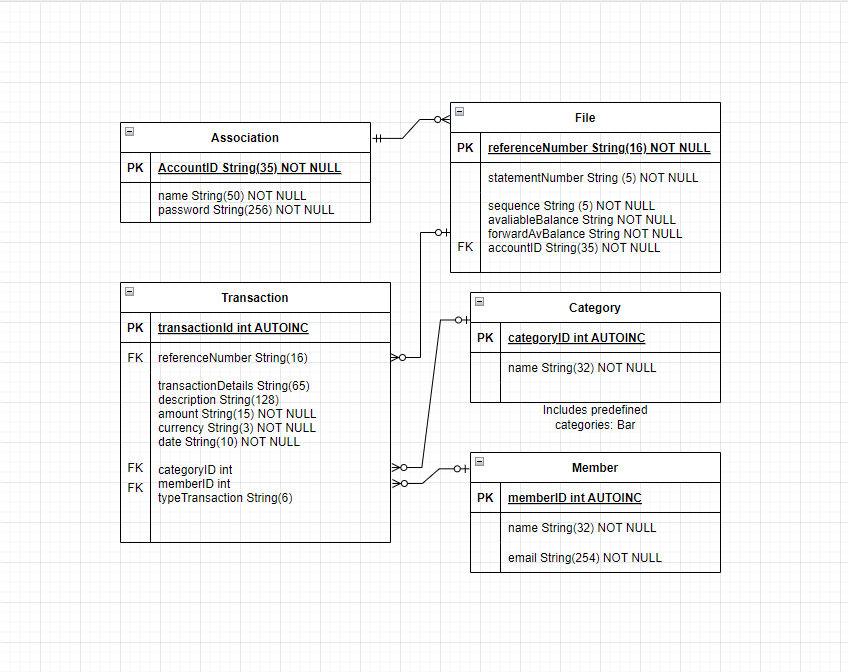 Association
PK AccountID String(35) NOT NULL
name String(50) NOT NULL
password String(256) NOT NULL
File
PK referenceNumber String(16) NOT NULL
statementNumber String (5) NOT NULL
sequence String (5) NOT NULL
avaliableBalance String NOT NULL
forwardAvBalance String NOT NULL
FK accountID String(35) NOT NULL
Transaction
PK transactionId int AUTOINC
FK referenceNumber String(16)
transactionDetails String(65)
description String(128)
amount String(15) NOT NULL
currency String(3) NOT NULL
date String(10) NOT NULL
FK categoryID int
FK memberID int
typeTransaction String(6)
Category
PK categoryID int AUTOINC
name String(32) NOT NULL
Includes predefined
categories: Bar
Member
PK memberID int AUTOINC
name String(32) NOT NULL
email String(254) NOT NULL